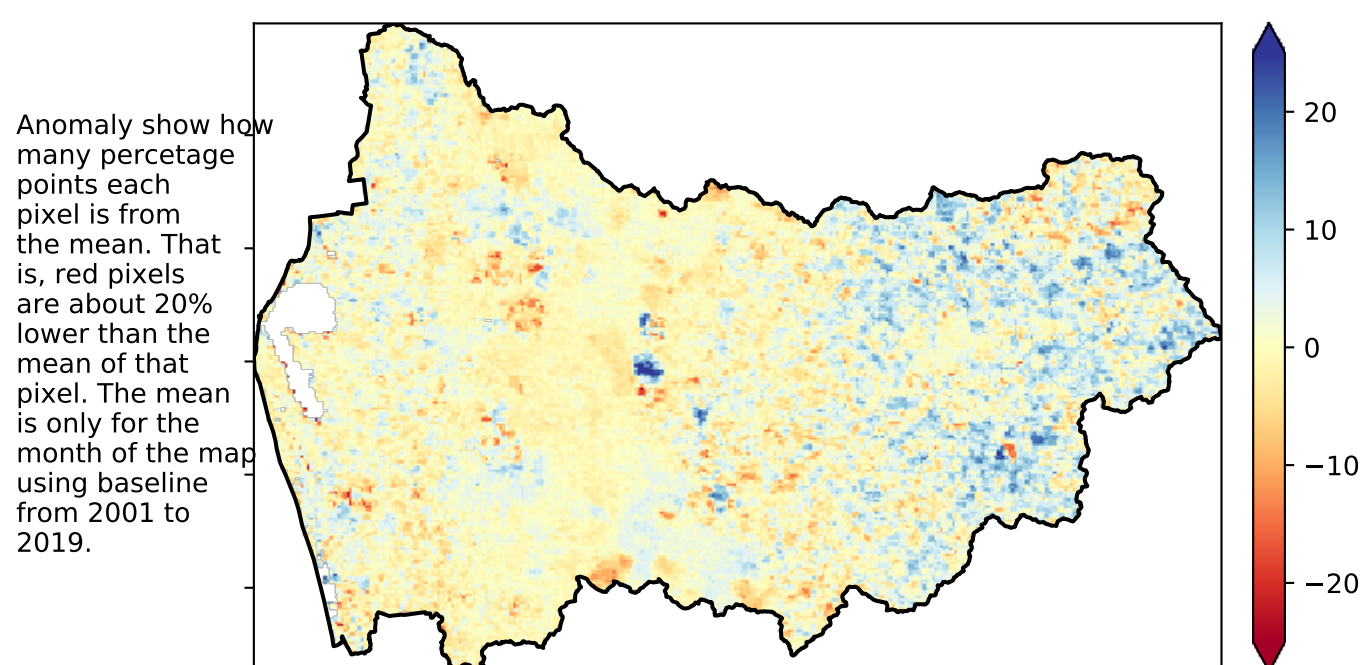 Anomaly show how
many percetage
points each
pixel is from
the mean. That
is, red pixels
are about 20%
lower than the
mean of that
pixel. The mean
is only for the
month of the map
using baseline
from 2001 to
2019.
20
10
0
−10
−20